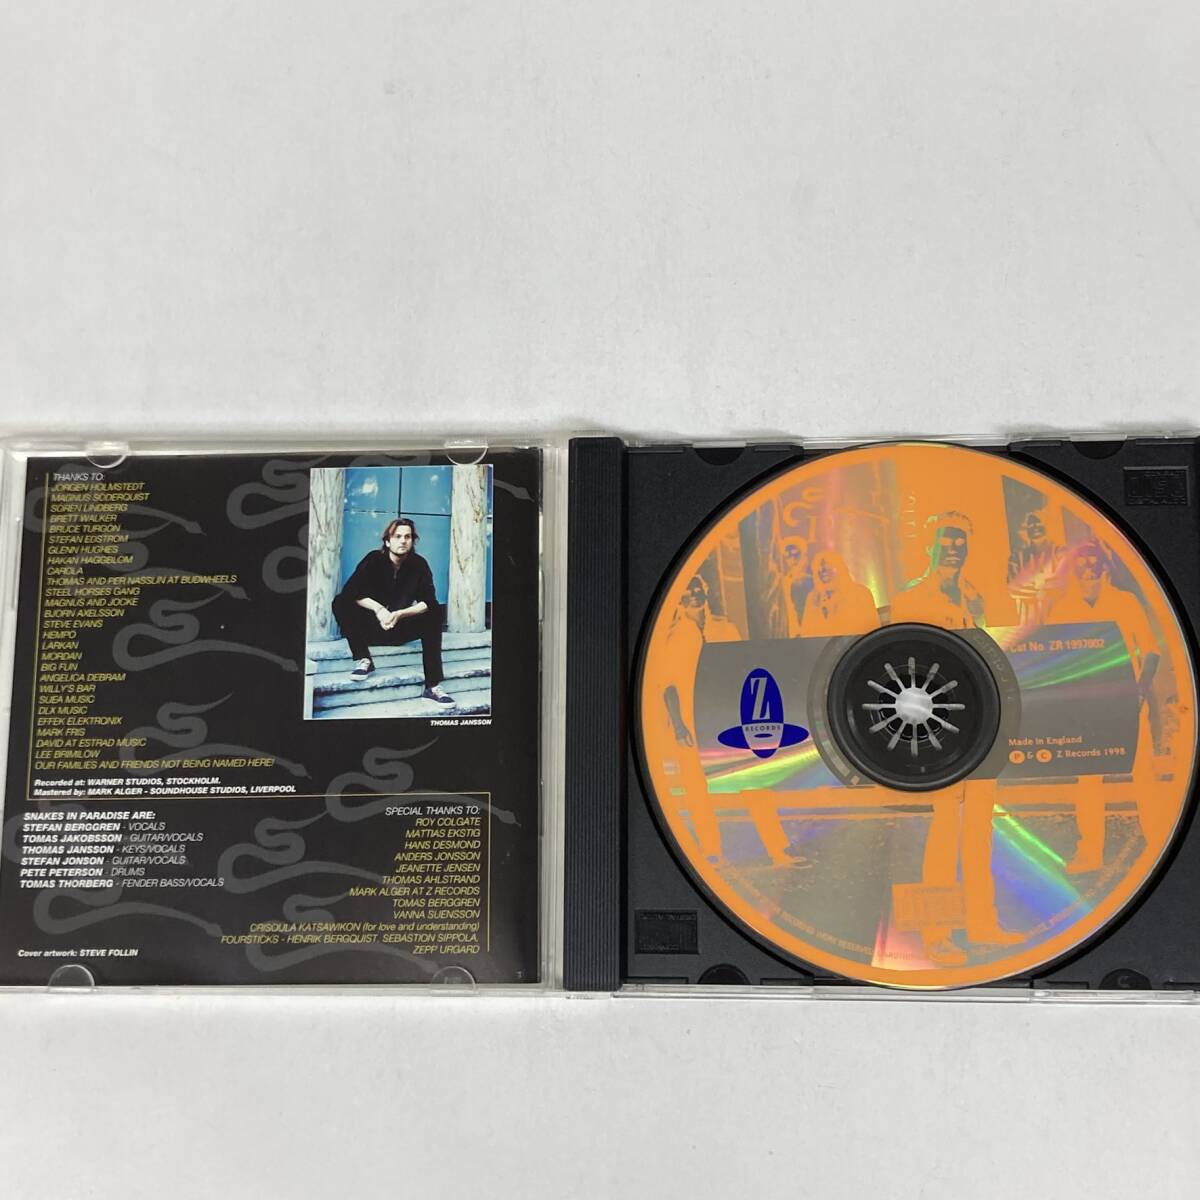 THANKS TO:
JORGEN HOLMSTEDT
MAGNUS SODERQUIST
SOREN LINDBERG
BRETT WALKER
BRUCE TURGON
STEFAN EDSTROM
GLENN HUGHES
HAKAN HAGGBLOM
CAROLA
THOMAS AND PER NASSLIN AT BUDWHEELS
STEEL HORSES GANG
MAGNUS AND JOCKE
BJORN AXELSSON
STEVE EVANS
HEMPO
LARKAN
MORDAN
BIG FUN
ANGELICA DEBRAM
WILLY'S BAR
SUEA MUSIC
DLX MUSIC
EFFEK ELEKTRONIX
MARK FRIS
DAVID AT ESTRAD MUSIC
LEE BRIMILOW
OUR FAMILIES AND FRIENDS NOT BEING NAMED HERE!
THOMAS JANSSON
Recorded at: WARNER STUDIOS, STOCKHOLM.
Mastered by: MARK ALGER - SOUNDHOUSE STUDIOS, LIVERPOOL
SNAKES IN PARADISE ARE:
STEFAN BERGGREN - VOCALS
TOMAS JAKOBSSON - GUITAR/VOCALS
THOMAS JANSSON - KEYS/VOCALS
STEFAN JONSON - GUITAR/VOCALS
PETE PETERSON - DRUMS
TOMAS THORBERG - FENDER BASS/VOCALS
SPECIAL THANKS TO:
ROY COLGATE
MATTIAS EKSTIG
HANS DESMOND
ANDERS JONSSON
JEANETTE JENSEN
THOMAS AHLSTRAND
MARK ALGER AT Z RECORDS
TOMAS BERGGREN
VANNA SUENSSON
CRISOULA KATSAWIKON (for love and understanding)
FOURSTICKS - HENRIK BERGQUIST, SEBASTION SIPPOLA,
ZEPP URGARD
Cover artwork: STEVE FOLLIN
Z
RECORDS
Cat No. ZR 1997002
Made in England
P & C Z Records 1998